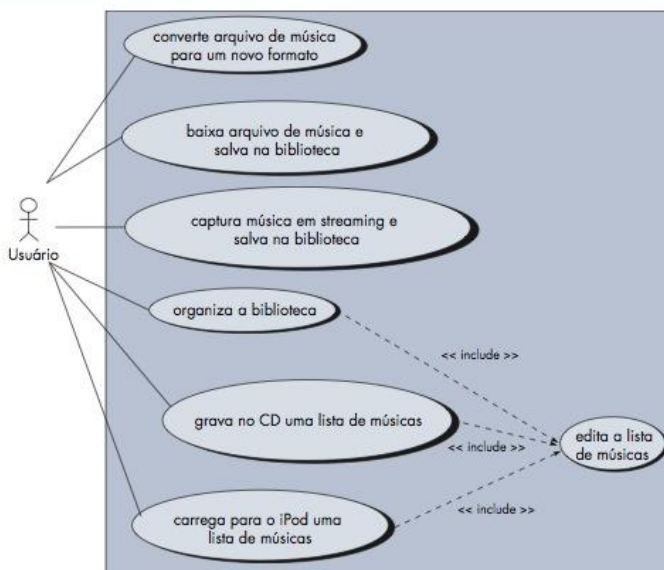 converte arquivo de música
para um novo formato
baixa arquivo de música e
salva na biblioteca
captura música em streaming e
salva na biblioteca
Usuário
organiza a biblioteca
<< include >>
grava no CD uma lista de músicas
<< include >>
edita a lista
de músicas
carrega para o iPod uma
lista de músicas
<< include >>